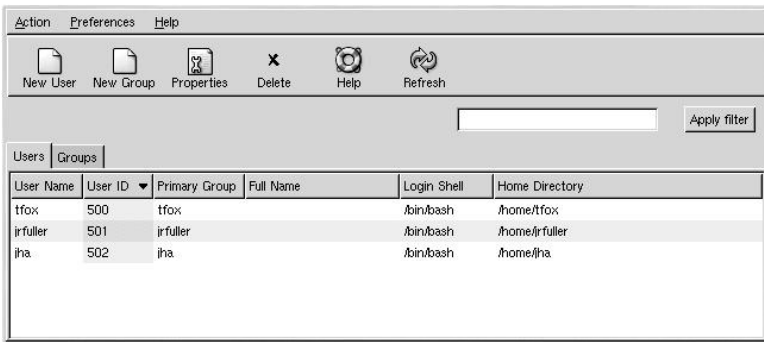 Action Preferences Help
New User New Group Properties Delete Help Refresh
Apply filter
Users Groups
User Name User ID Primary Group Full Name Login Shell Home Directory
tfox 500 tfox /bin/bash /home/tfox
jrfuller 501 jrfuller /bin/bash /home/jrfuller
jha 502 jha /bin/bash /home/jha